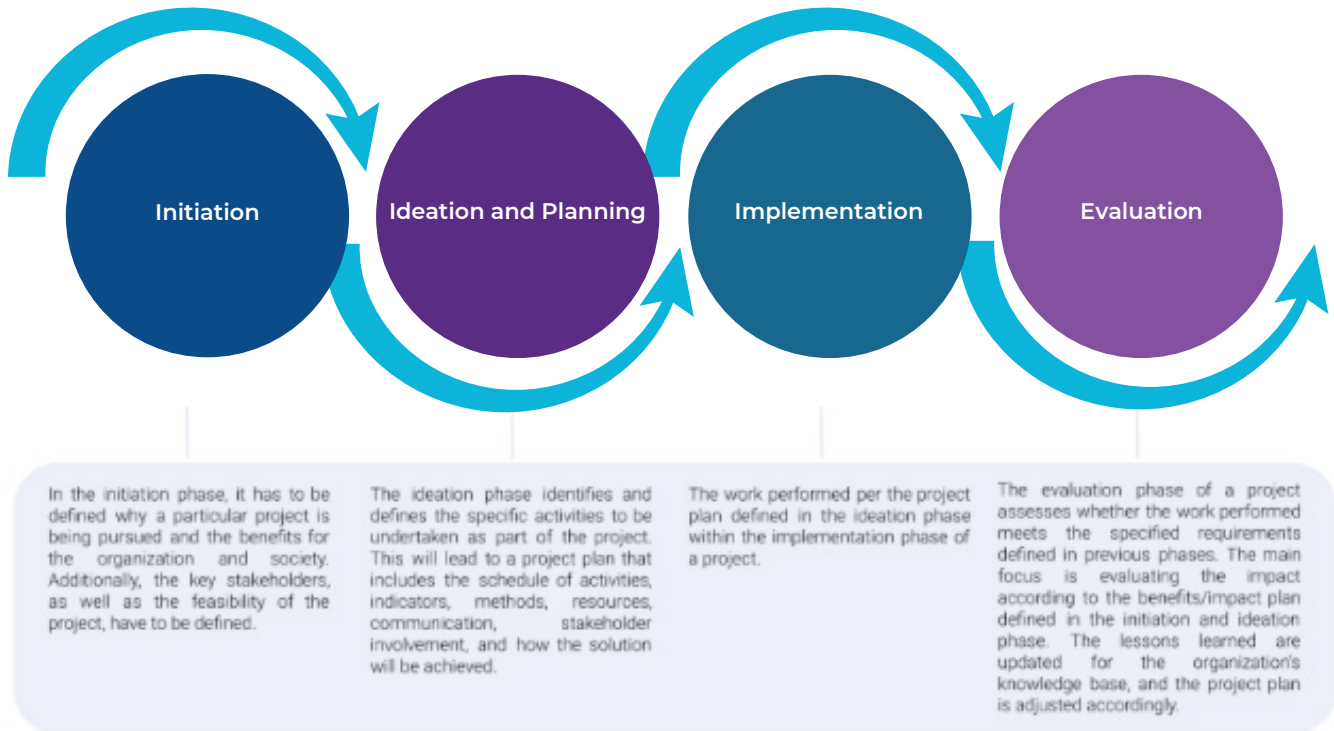 Initiation
Ideation and Planning
Implementation
Evaluation
In the initiation phase, it has to be
defined why a particular project is
being pursued and the benefits for
the organization and society.
Additionally, the key stakeholders,
as well as the feasibility of the
project, have to be defined.
The ideation phase identifies and
defines the specific activities to be
undertaken as part of the project.
This will lead to a project plan that
includes the schedule of activities,
indicators, methods, resources,
communication, stakeholder
involvement, and how the solution
will be achieved.
The work performed per the project
plan defined in the ideation phase
within the implementation phase of
a project.
The evaluation phase of a project
assesses whether the work performed
meets the specified requirements
defined in previous phases. The main
focus is evaluating the impact
according to the benefits/impact plan
defined in the initiation and ideation
phase. The lessons learned are
updated for the organization's
knowledge base, and the project plan
is adjusted accordingly.